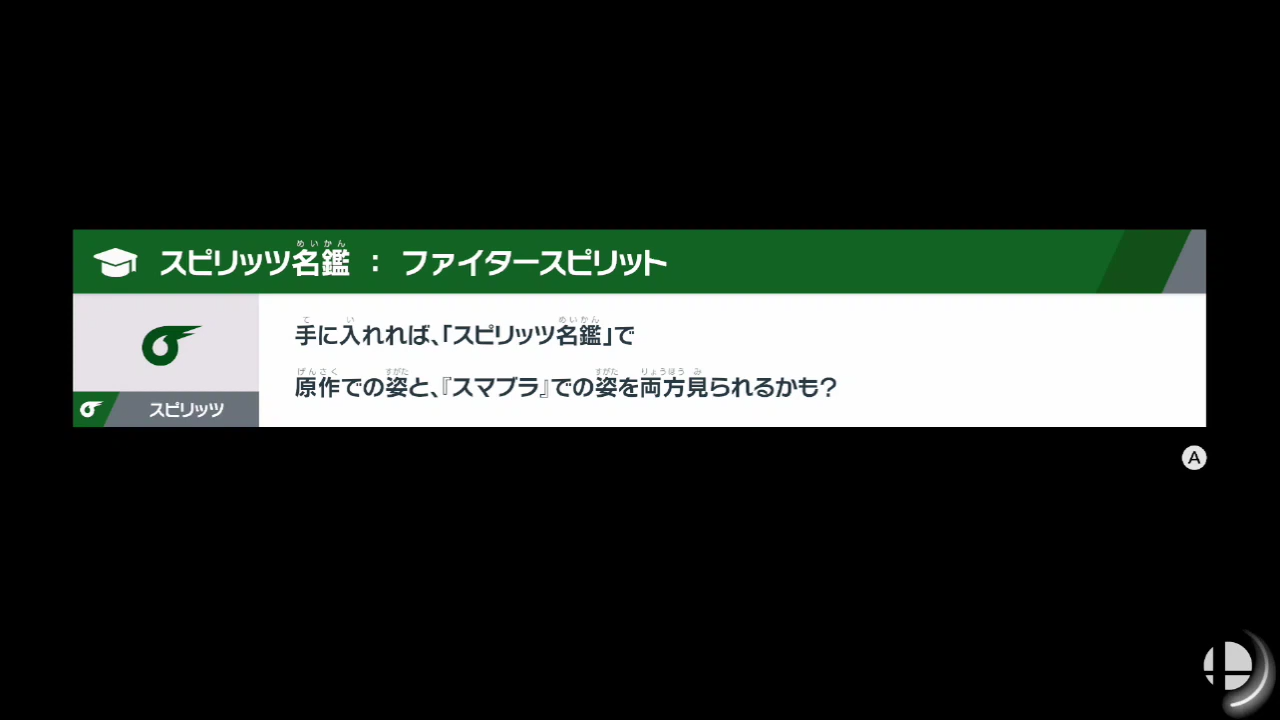 スピリッツ名鑑 : ファイタースピリット
手に入れれば、「スピリッツ名鑑」で
原作での姿と、『スマブラ』での姿を両方見られるかも?
スピリッツ
A